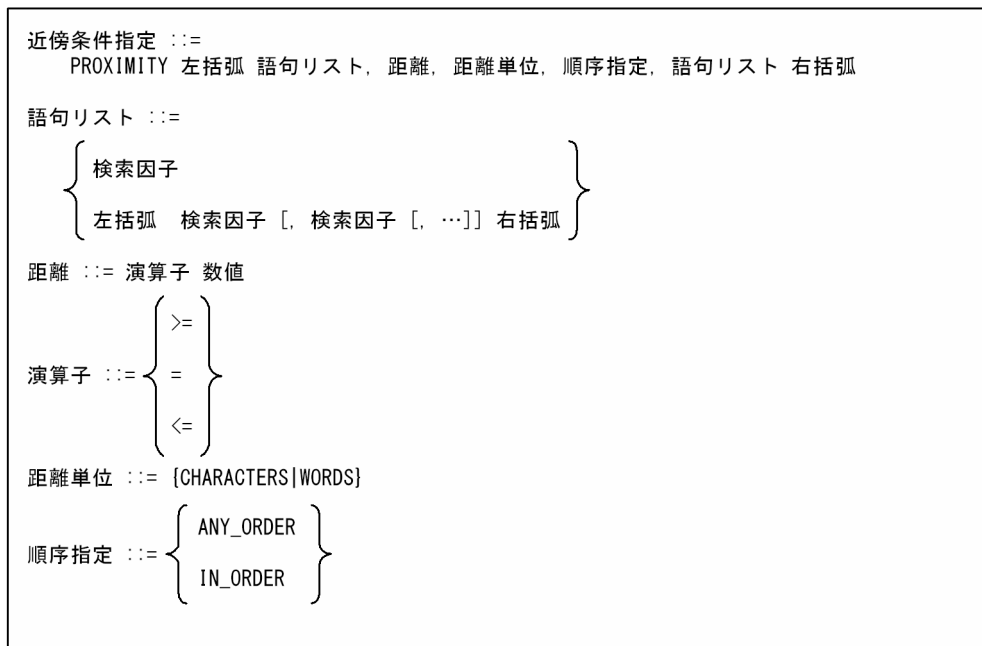 近傍条件指定 ::=
PROXIMITY 左括弧 語句リスト, 距離, 距離単位, 順序指定, 語句リスト 右括弧
語句リスト ::=
検索因子
左括弧 検索因子 [, 検索因子 [, …]] 右括弧
距離 ::= 演算子 数値
>=
演算子 ::= =
<=
距離単位 ::= {CHARACTERS|WORDS}
ANY_ORDER
順序指定 ::=
IN_ORDER